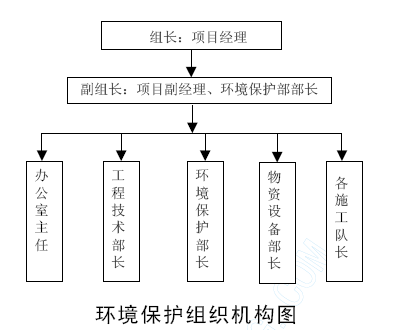 组长：项目经理
副组长：项目副经理、环境保护部部长
办公室主任
工程技术部长
环境保护部长
物资设备部长
各施工队长
环境保护组织机构图